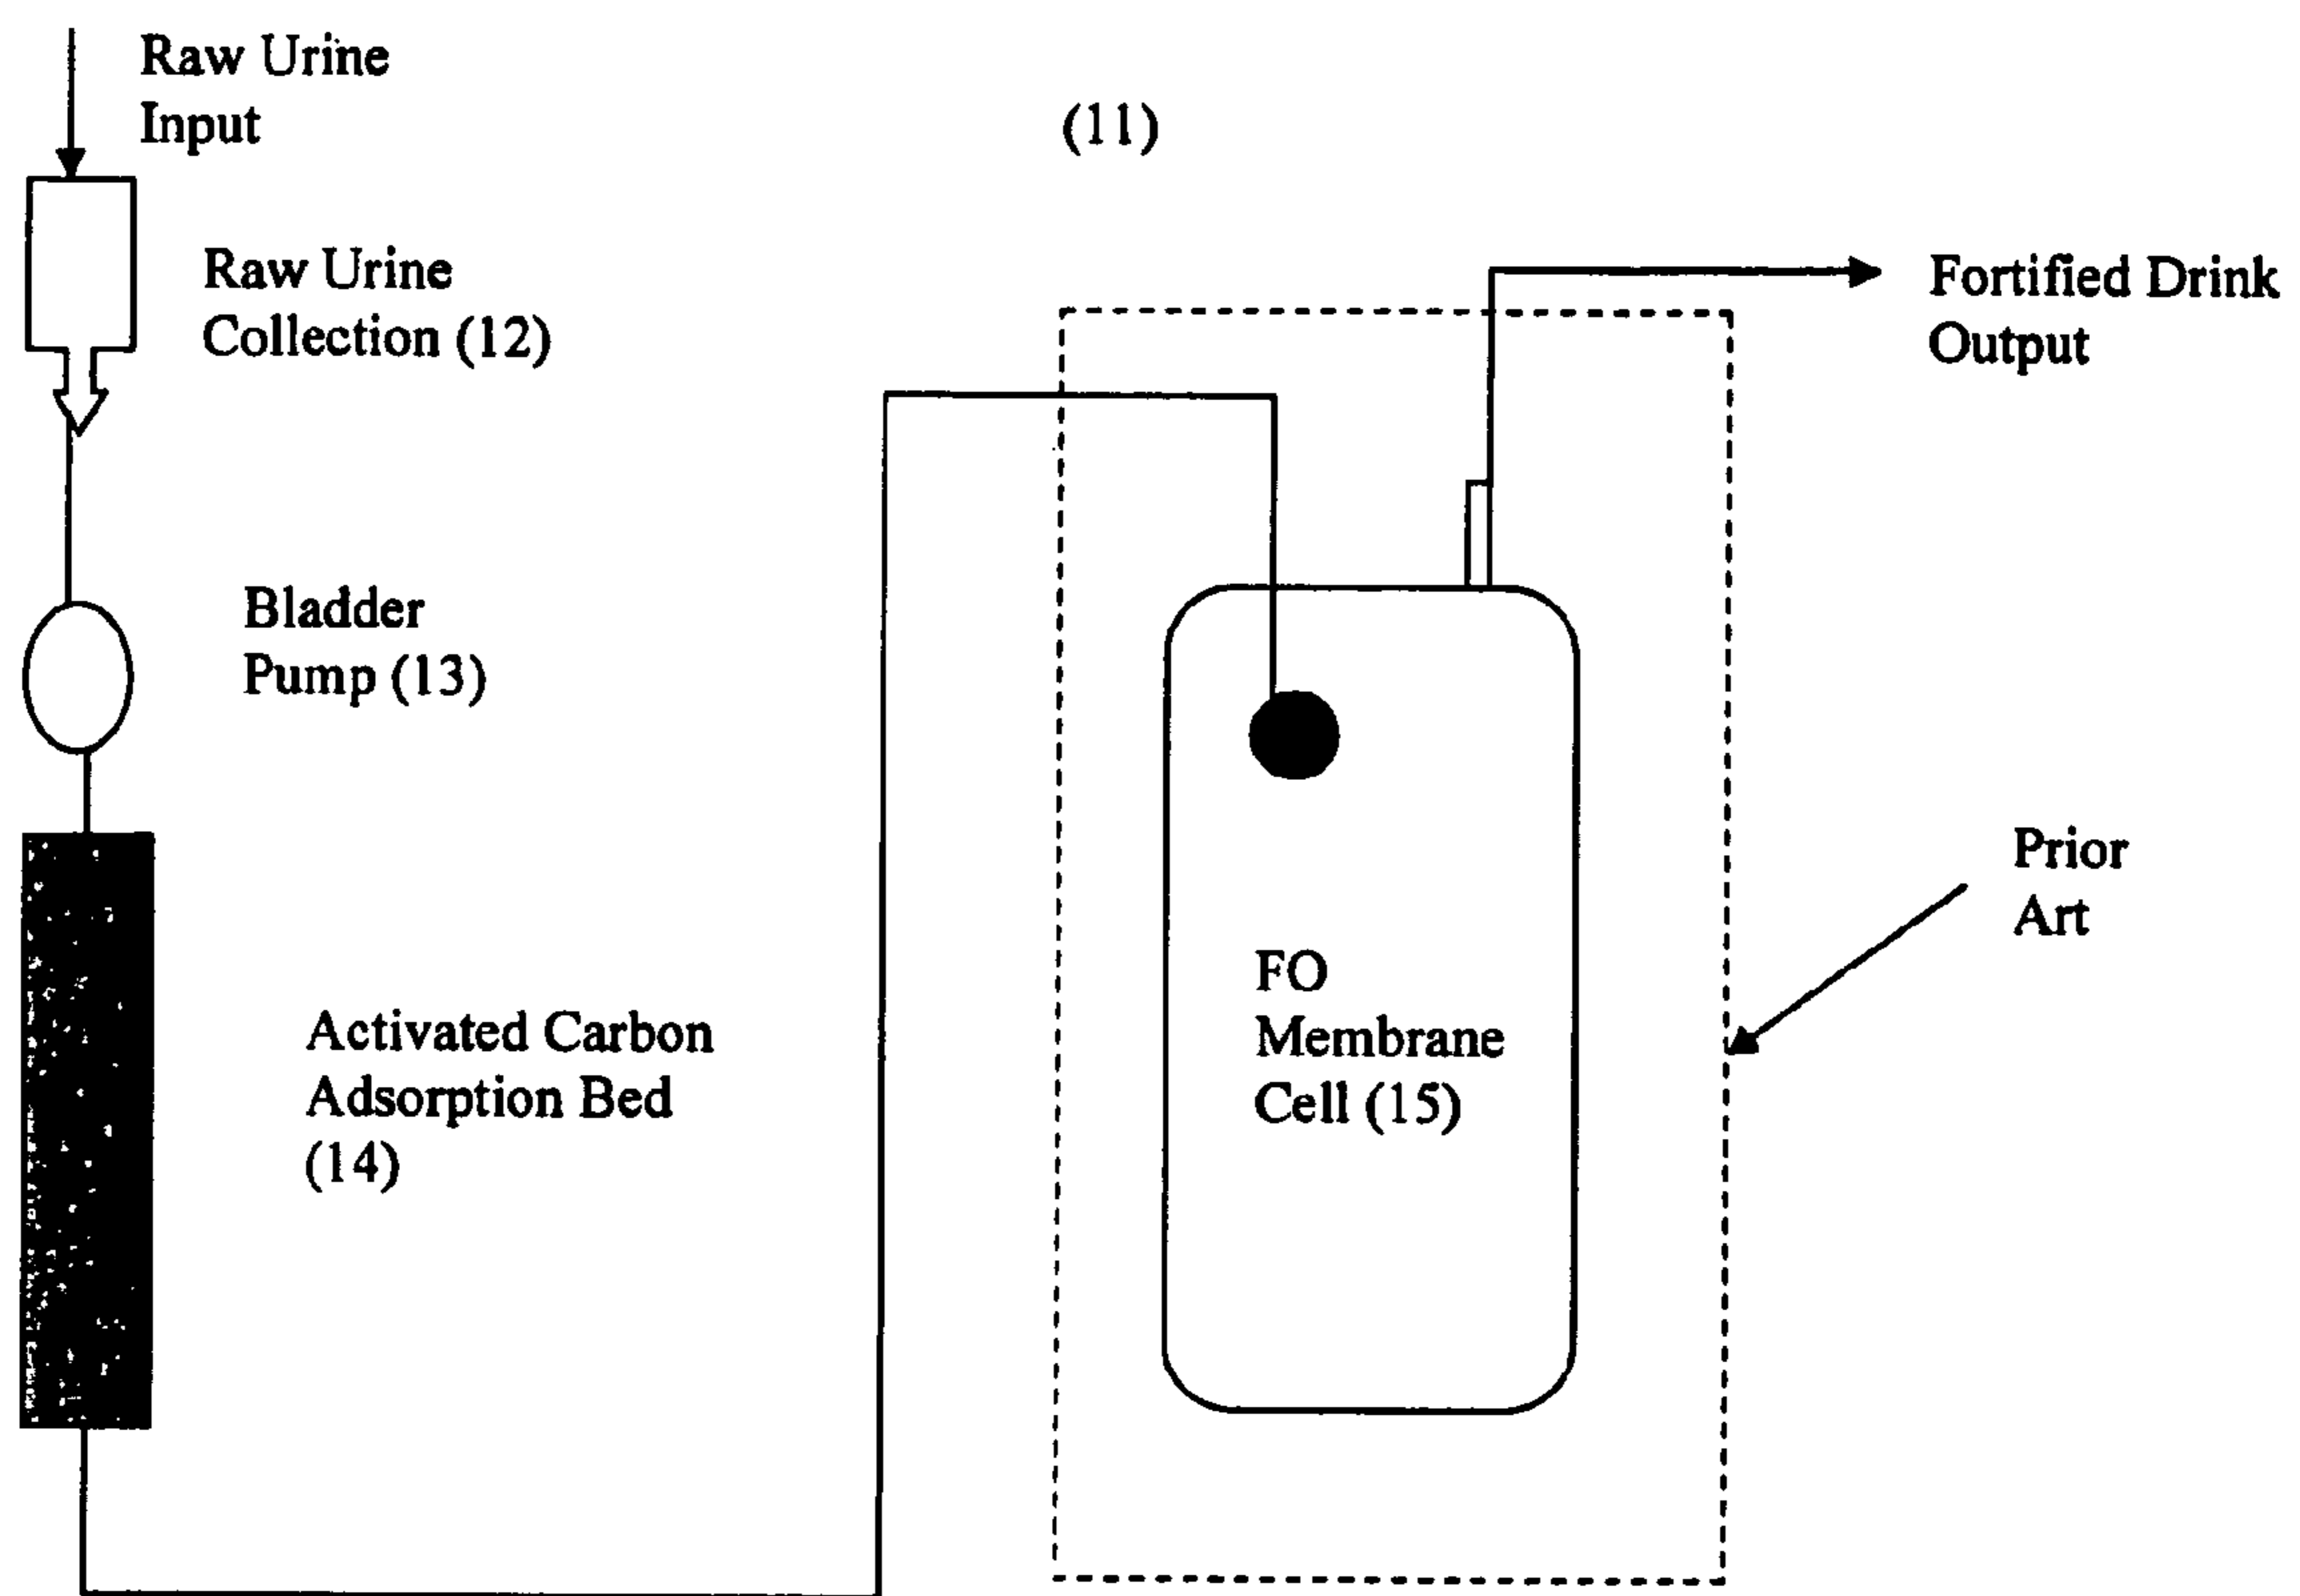 Raw Urine
Input
(11)
Raw Urine
Collection (12)
Fortified Drink
Output
Bladder
Pump (13)
Prior
Art
FO
Membrane
Cell (15)
Activated Carbon
Adsorption Bed
(14)